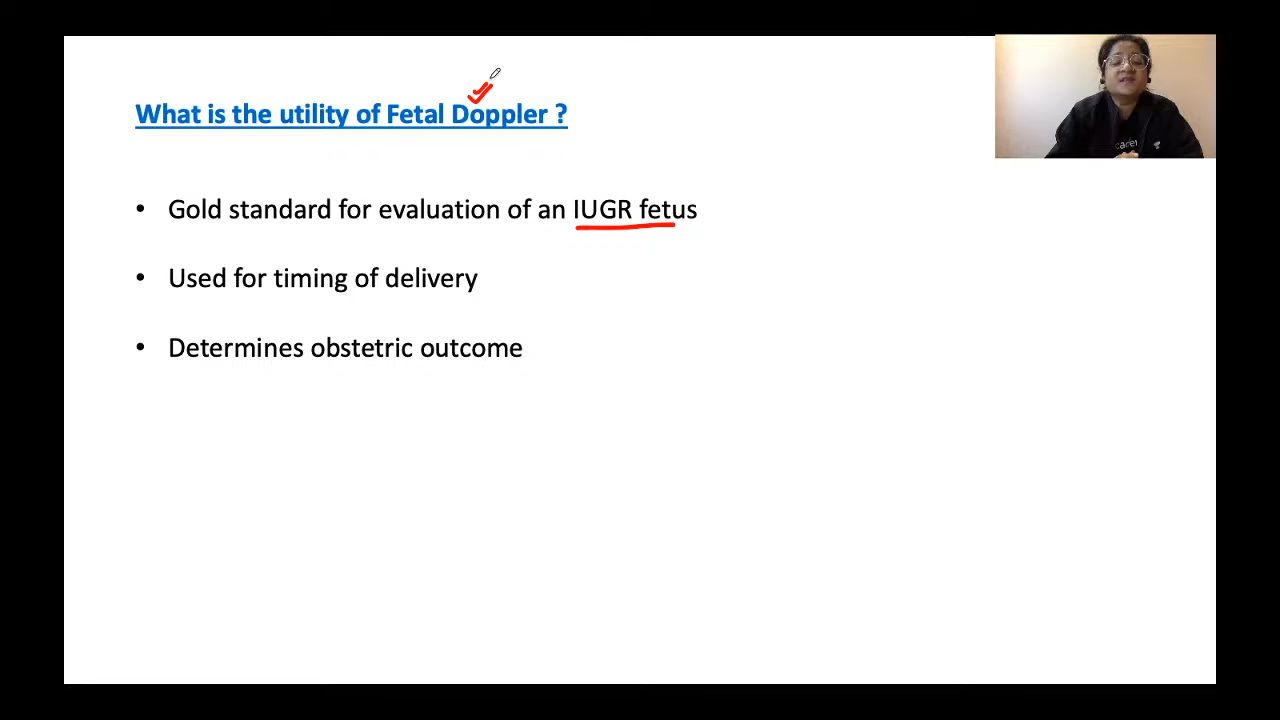 What is the utility of Fetal Doppler ?
• Gold standard for evaluation of an IUGR fetus
• Used for timing of delivery
• Determines obstetric outcome